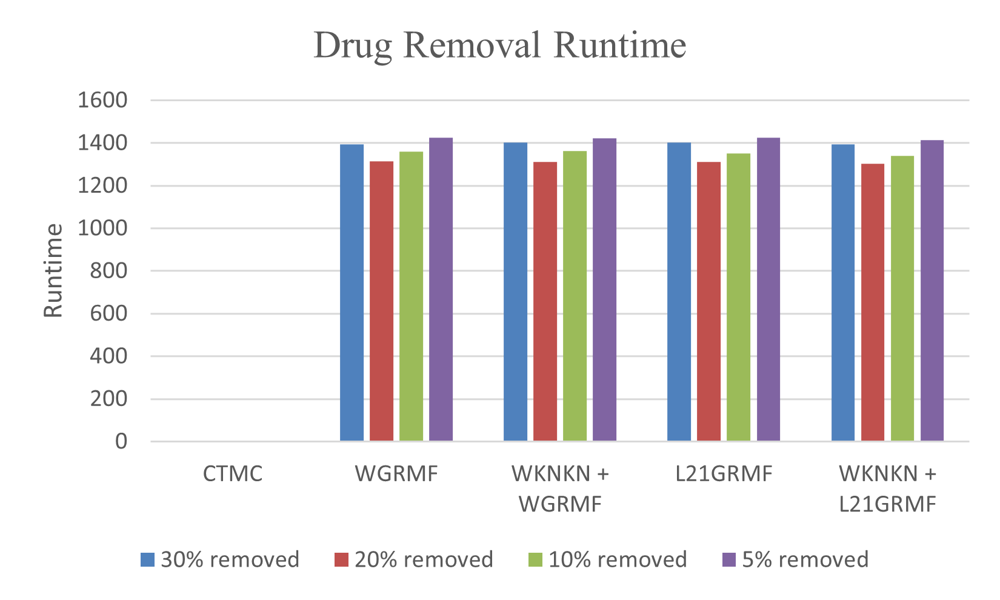 Drug Removal Runtime
1600
1400
1200
1000
800
600
400
200
0
Runtime
CTMC
WGRMF
WKNKN +
WGRMF
L21GRMF
WKNKN +
L21GRMF
30% removed
20% removed
10% removed
5% removed